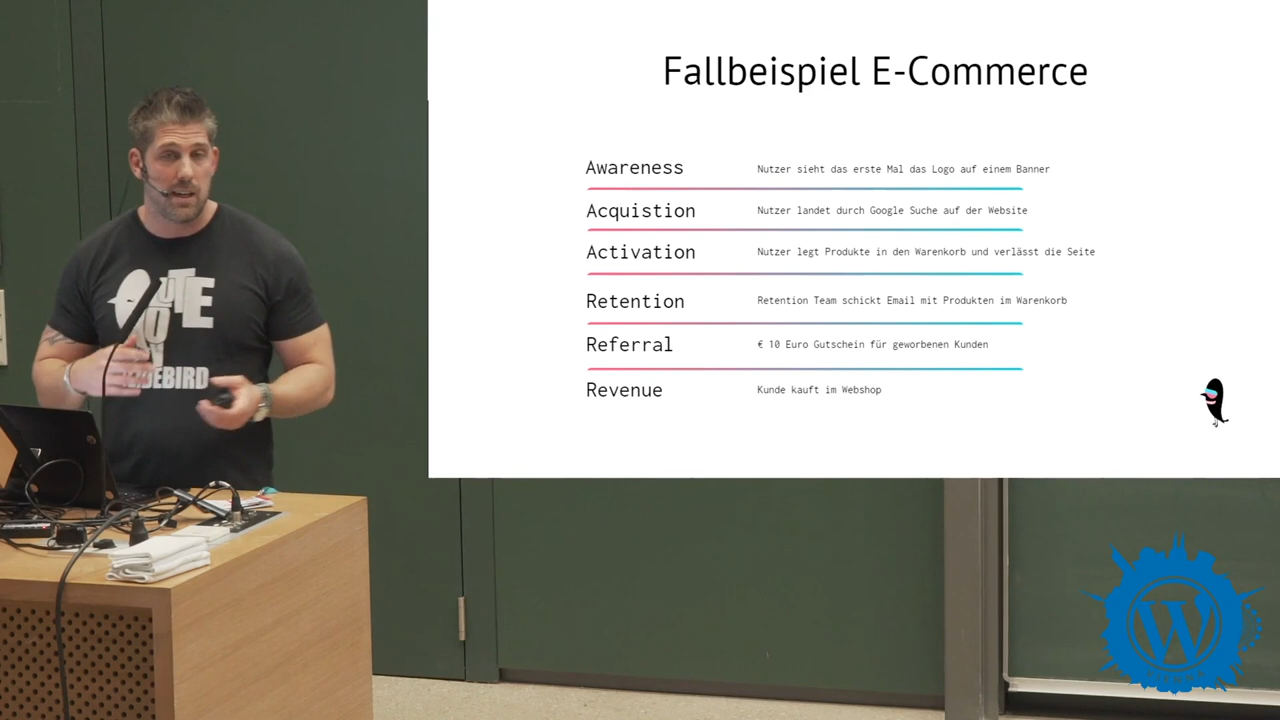 Fallbeispiel E-Commerce
Awareness Nutzer sieht das erste Mal das Logo auf einem Banner
Acquistion Nutzer landet durch Google Suche auf der Website
Activation Nutzer legt Produkte in den Warenkorb und verlässt die Seite
Retention Retention Team schickt Email mit Produkten im Warenkorb
Referral € 10 Euro Gutschein für geworbenen Kunden
Revenue Kunde kauft im Webshop
W